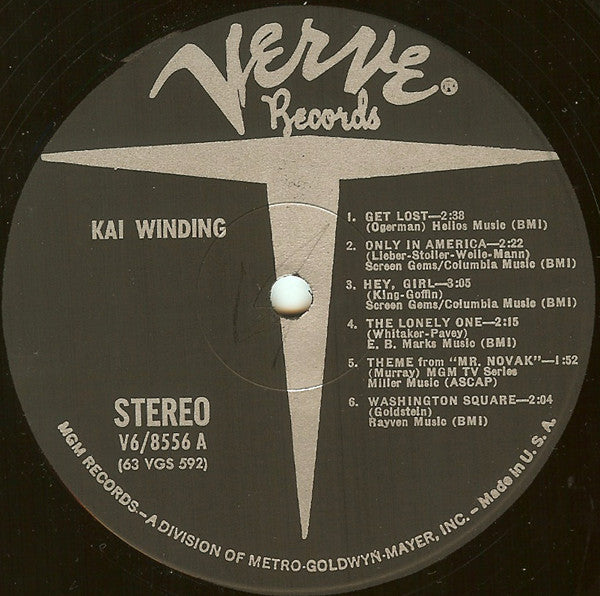 VERVE®
Records
KAI WINDING
1. GET LOST—2:38
(Ogerman) Helios Music (BMI)
2. ONLY IN AMERICA—2:22
(Lieber-Stoller-Weile-Mann)
Screen Gems/Columbia Music (BMI)
3. HEY, GIRL—3:05
(King-Goffin)
Screen Gems/Columbia Music (BMI)
4. THE LONELY ONE—2:15
(Whitaker-Pavey)
E. B. Marks Music (BMI)
5. THEME from "MR. NOVAK"—1:52
(Murray) MGM TV Series
Miller Music (ASCAP)
6. WASHINGTON SQUARE—2:04
(Goldstein)
Rayven Music (BMI)
STEREO
V6/8556 A
(63 VGS 592)
MGM RECORDS—A DIVISION OF METRO-GOLDWYN-MAYER, INC. – Made in U. S. A.